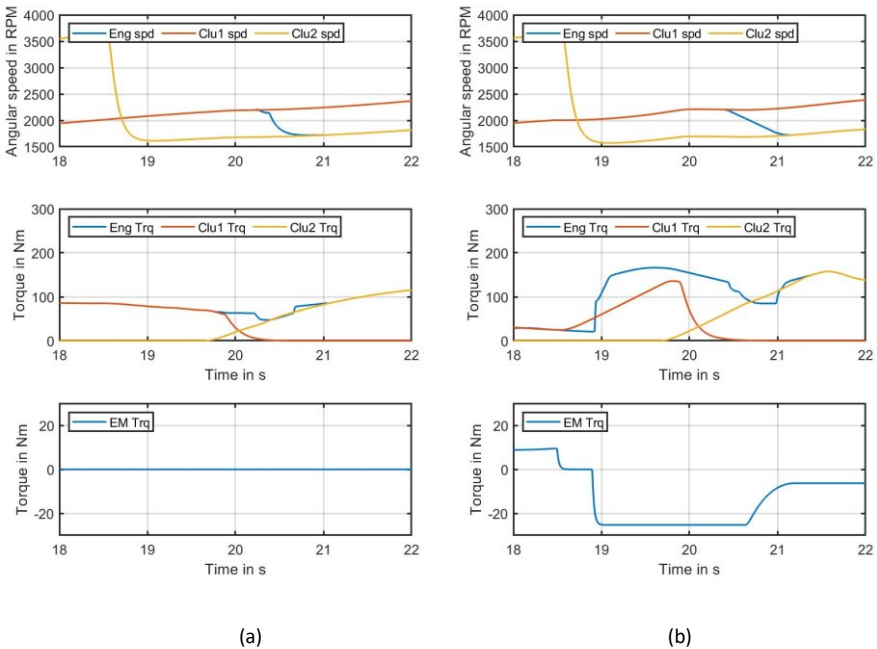 4000
3500
3000
2500
2000
1500
Angular speed in RPM
Eng spd Clu1 spd Clu2 spd
18 19 20 21 22
4000
3500
3000
2500
2000
1500
Angular speed in RPM
Eng spd Clu1 spd Clu2 spd
18 19 20 21 22
300
200
100
0
Torque in Nm
Eng Trq Clu1 Trq Clu2 Trq
18 19 20 21 22
Time in s
300
200
100
0
Torque in Nm
Eng Trq Clu1 Trq Clu2 Trq
18 19 20 21 22
Time in s
20
0
-20
Torque in Nm
EM Trq
18 19 20 21 22
Time in s
20
0
-20
Torque in Nm
EM Trq
18 19 20 21 22
Time in s
(a)
(b)